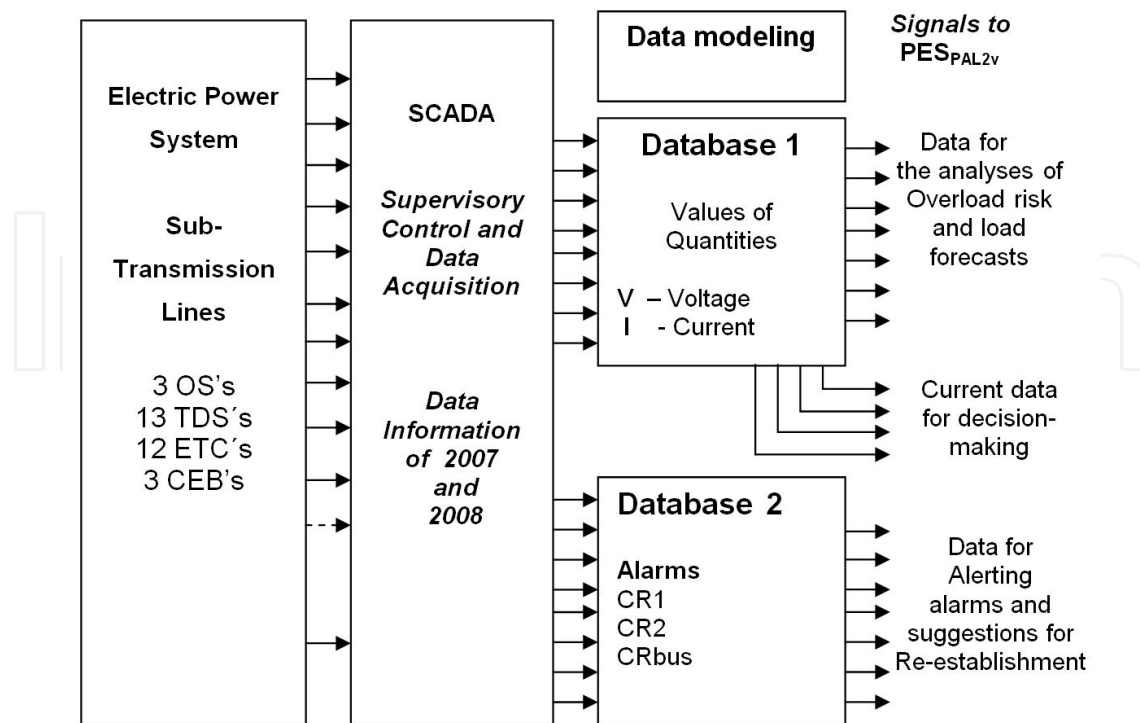 Electric Power
System
Sub-
Transmission
Lines
3 OS's
13 TDS´s
12 ETC´s
3 CEB's
SCADA
Supervisory
Control and
Data
Acquisition
Data
Information
of 2007
and
2008
Data modeling
Signals to
PESPAL2v
Database 1
Values of
Quantities
V – Voltage
I - Current
Data for
the analyses of
Overload risk
and load
forecasts
Current data
for decision-
making
Database 2
Alarms
CR1
CR2
CRbus
Data for
Alerting
alarms and
suggestions for
Re-establishment